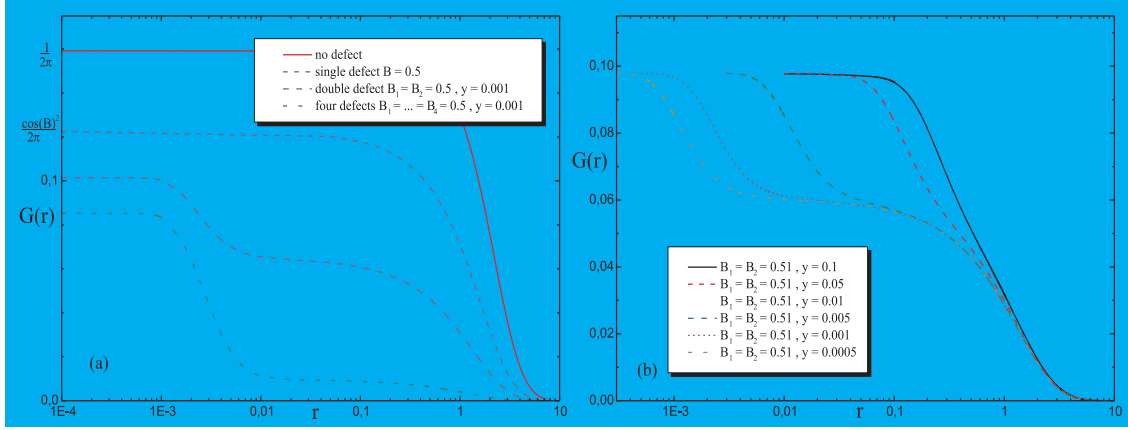 1
2π
cos(B)²
2π
0,1
G(r)
0,0
no defect
single defect B = 0.5
double defect B₁ = B₂ = 0.5 , y = 0.001
four defects B₁ = ... = B₄ = 0.5 , y = 0.001
(a)
1E-4
1E-3
0,01
r
0,1
1
10
0,10
0,08
G(r)
0,06
0,04
0,02
0,00
B₁ = B₂ = 0.51 , y = 0.1
B₁ = B₂ = 0.51 , y = 0.05
B₁ = B₂ = 0.51 , y = 0.01
B₁ = B₂ = 0.51 , y = 0.005
B₁ = B₂ = 0.51 , y = 0.001
B₁ = B₂ = 0.51 , y = 0.0005
(b)
1E-3
0,01
r
0,1
1
10